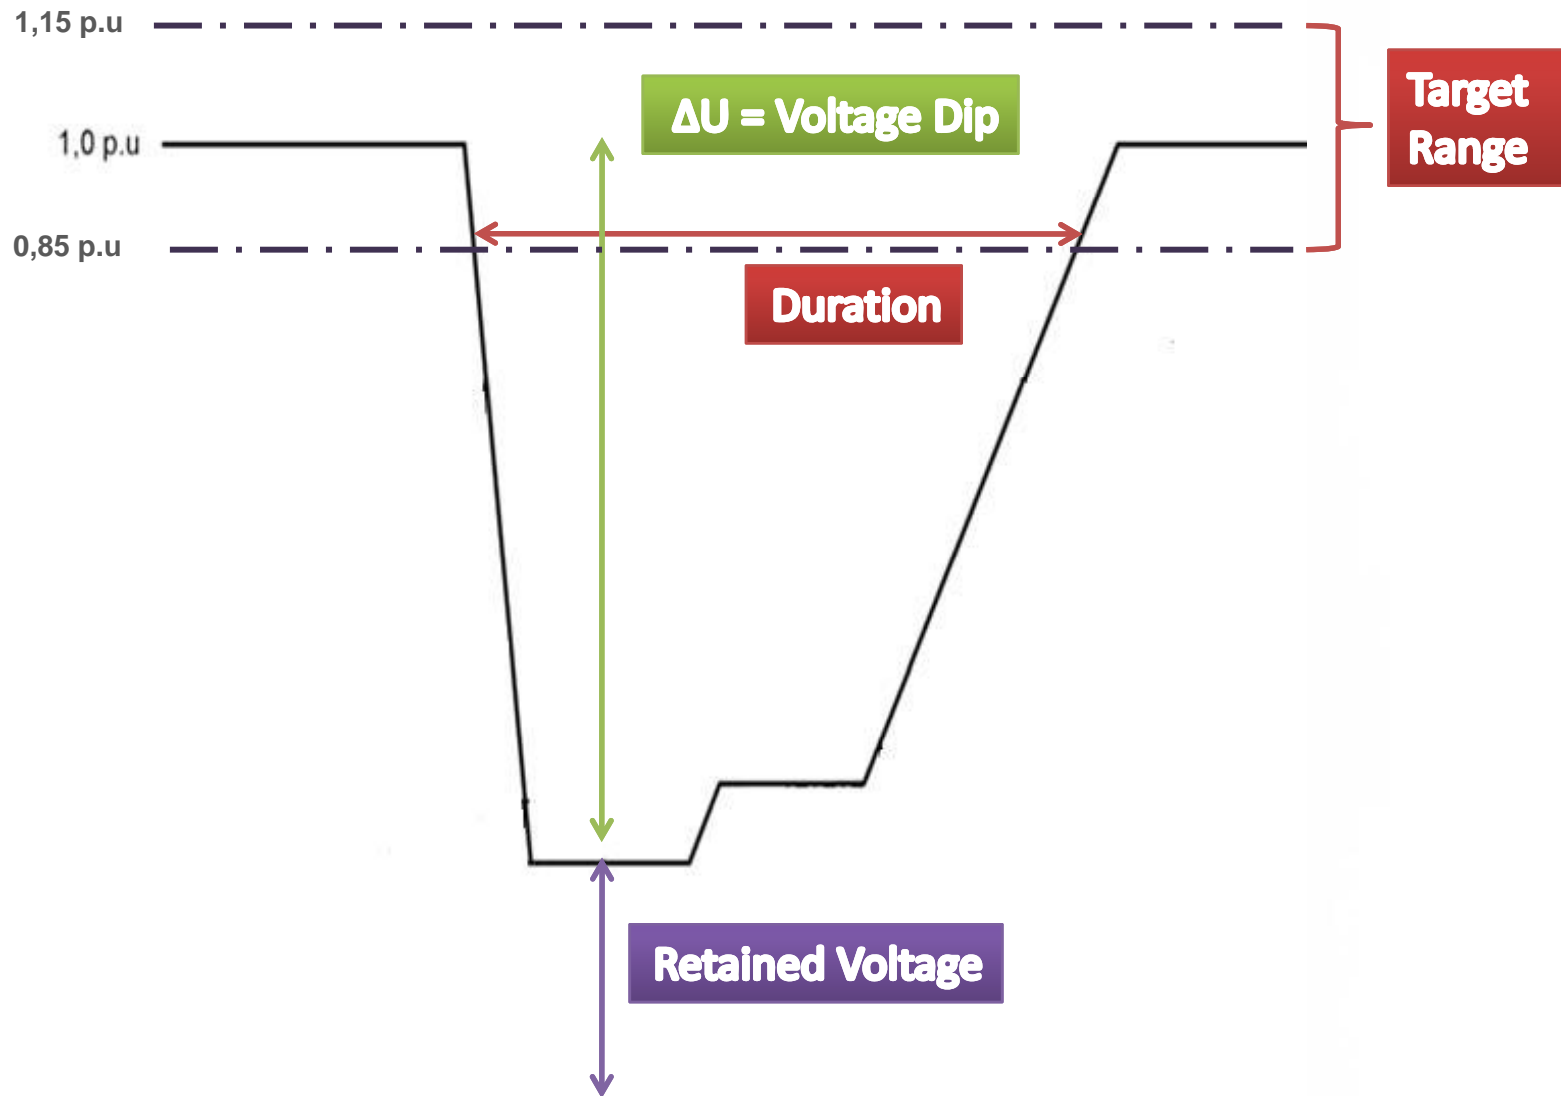 1,15 p.u
ΔU = Voltage Dip
Target
Range
1,0 p.u
0,85 p.u
Duration
Retained Voltage